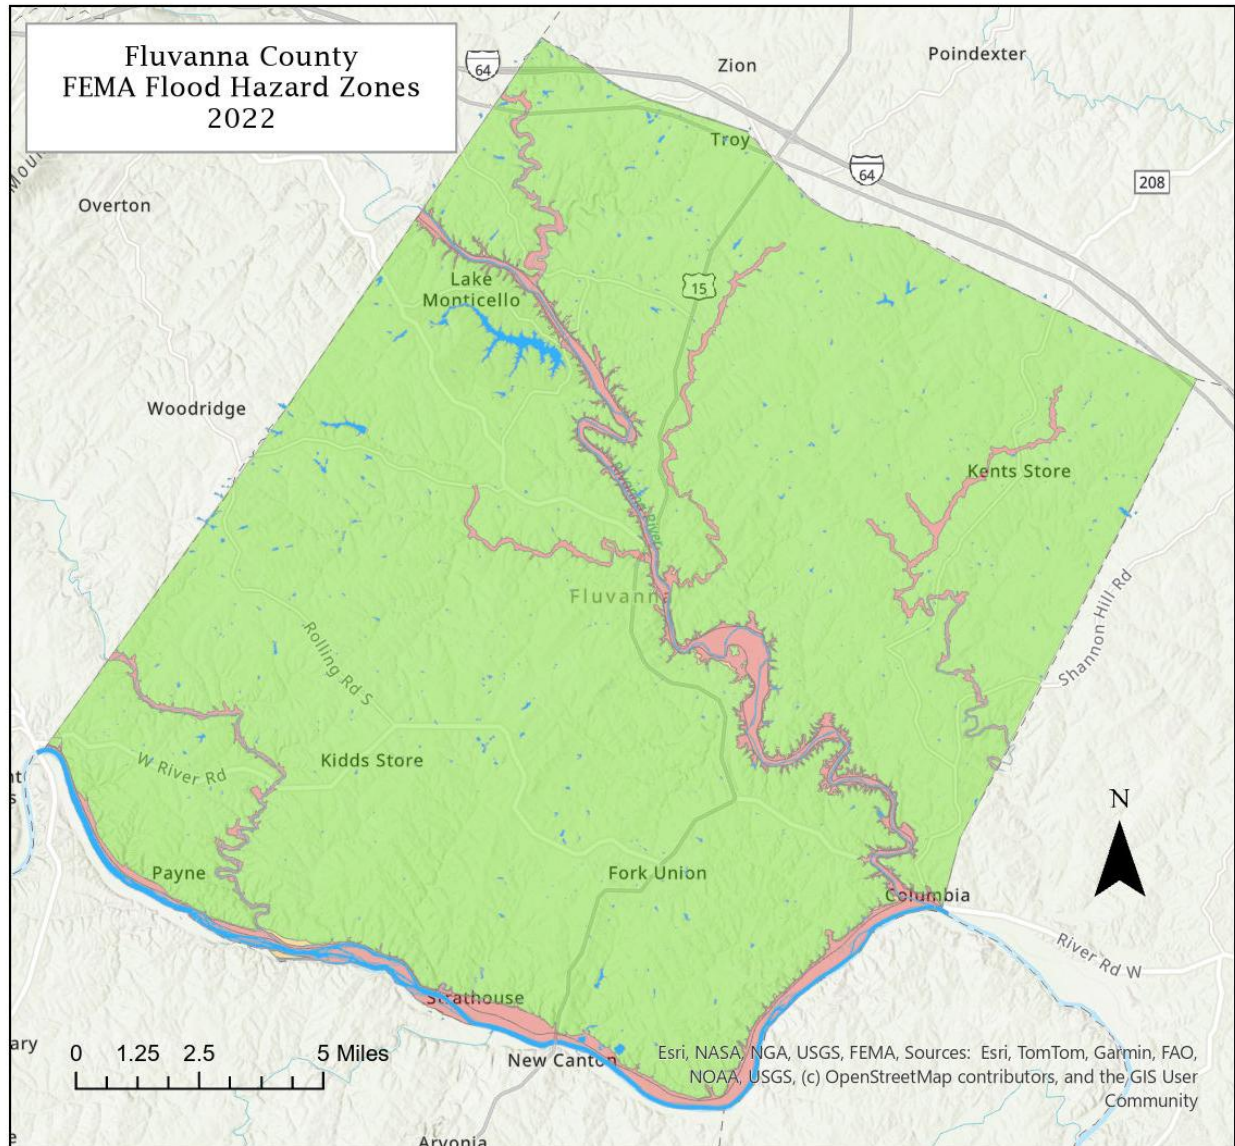 Fluvanna County
FEMA Flood Hazard Zones
2022
64
Zion
Poindexter
Troy
64
208
Overton
Lake
Monticello
15
Woodridge
Kents Store
Rivanna River
Fluvanna
Rolling Rd S
Shannon Hill Rd
W River Rd
Kidds Store
N
Payne
Fork Union
Columbia
River Rd W
Strathouse
ary
0 1.25 2.5 5 Miles
New Canton
Esri, NASA, NGA, USGS, FEMA, Sources: Esri, TomTom, Garmin, FAO,
NOAA, USGS, (c) OpenStreetMap contributors, and the GIS User
Community
Arvonia